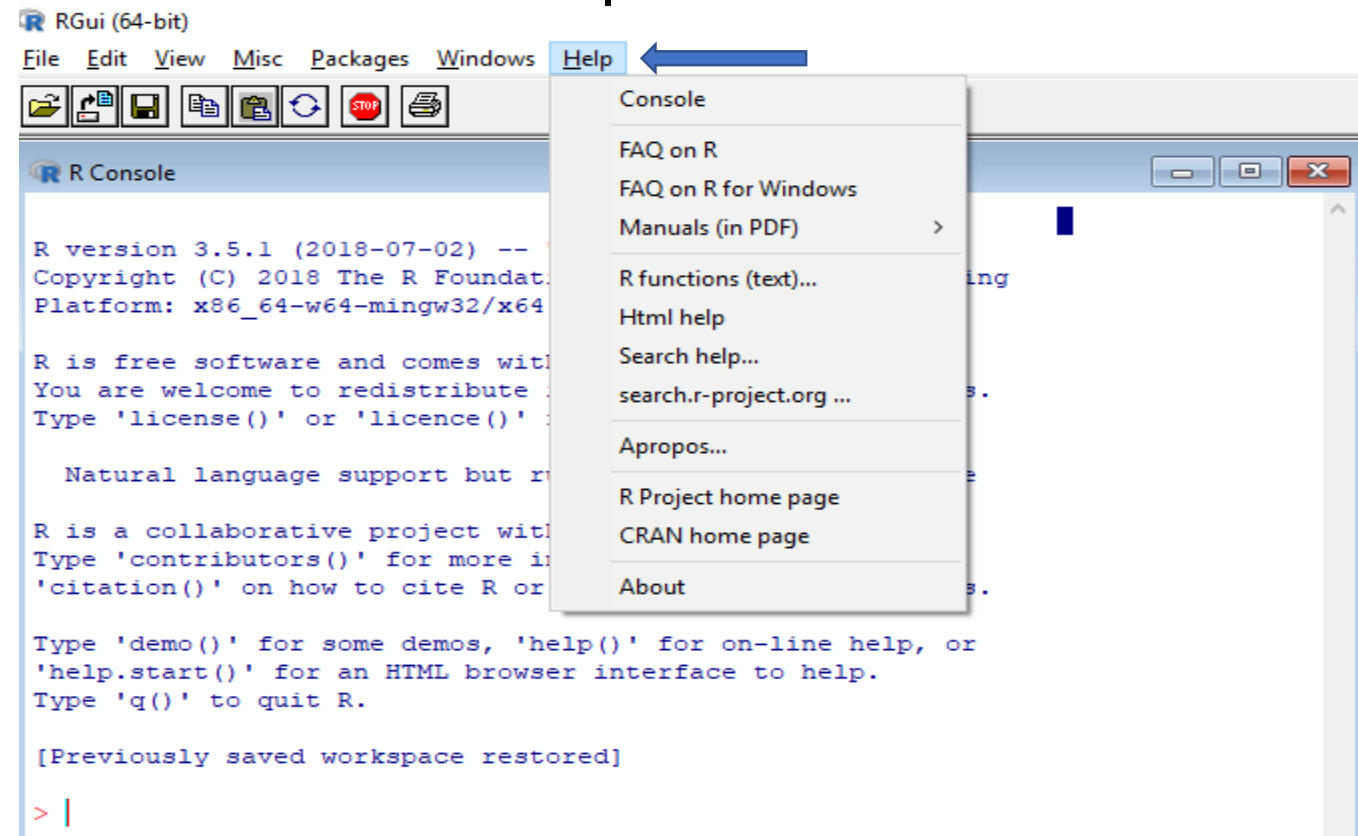 RGui (64-bit)
File Edit View Misc Packages Windows Help
STOP
Console
FAQ on R
FAQ on R for Windows
Manuals (in PDF) >
R functions (text)...
Html help
Search help...
search.r-project.org ...
Apropos...
R Project home page
CRAN home page
About
R Console
R version 3.5.1 (2018-07-02) --
Copyright (C) 2018 The R ing
Platform: x86_64-w64-mingw32/x64
R is free software and comes
You are welcome to redistribute
Type 'license()' or 'licence()'
Natural language support but
R is a collaborative project
Type 'contributors()' for more
'citation()' on how to cite R or
Type 'demo()' for some demos, 'help()' for on-line help, or
'help.start()' for an HTML browser interface to help.
Type 'q()' to quit R.
[Previously saved workspace restored]
>